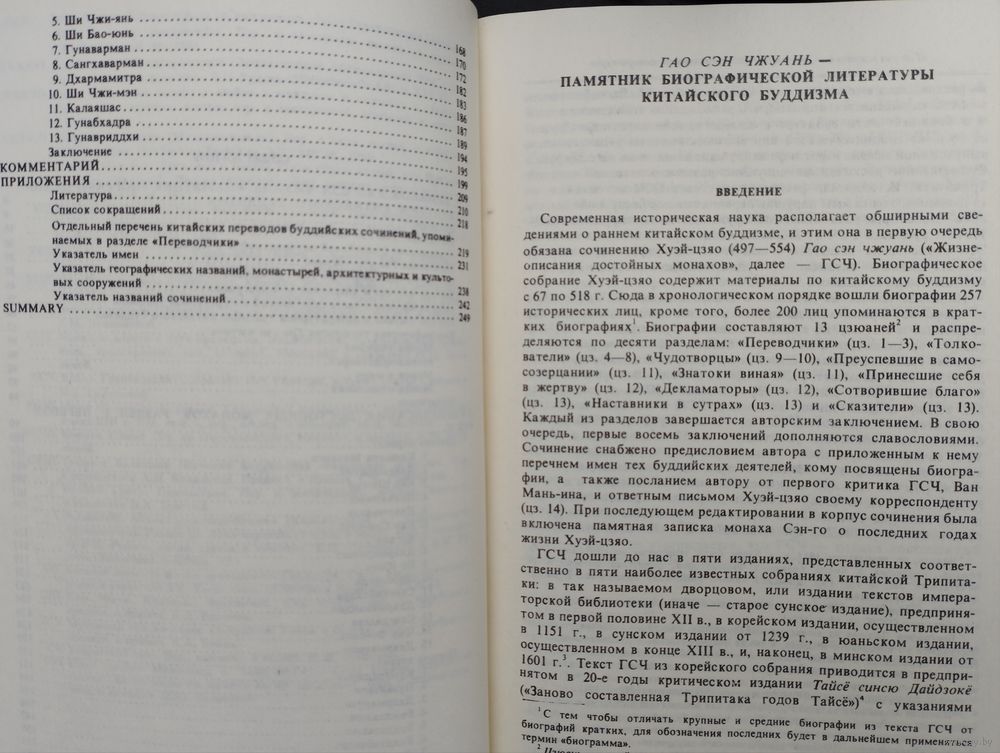 5. Ши Чжи-янь 168
6. Ши Бао-юнь 170
7. Гунаварман 172
8. Сангхаварман 182
9. Дхармамитра 183
10. Ши Чжи-мэн 186
11. Калаяшас 187
12. Гунабхадра 189
13. Гунавриддхи 194
Заключение 195
КОММЕНТАРИЙ 199
ПРИЛОЖЕНИЯ 209
Литература 210
Список сокращений 218
Отдельный перечень китайских переводов буддийских сочинений, упоми-
наемых в разделе «Переводчики» 219
Указатель имен 231
Указатель географических названий, монастырей, архитектурных и культо-
вых сооружений 238
Указатель названий сочинений 242
SUMMARY 249
ГАО СЭН ЧЖУАНЬ —
ПАМЯТНИК БИОГРАФИЧЕСКОЙ ЛИТЕРАТУРЫ
КИТАЙСКОГО БУДДИЗМА
ВВЕДЕНИЕ
Современная историческая наука располагает обширными све-
дениями о раннем китайском буддизме, и этим она в первую очередь
обязана сочинению Хуэй-цзяо (497—554) Гао сэн чжуань («Жизне-
описания достойных монахов», далее — ГСЧ). Биографическое
собрание Хуэй-цзяо содержит материалы по китайскому буддизму
с 67 по 518 г. Сюда в хронологическом порядке вошли биографии 257
исторических лиц, кроме того, более 200 лиц упоминаются в крат-
ких биографиях¹. Биографии составляют 13 цзюаней² и распре-
деляются по десяти разделам: «Переводчики» (цз. 1—3), «Толко-
ватели» (цз. 4—8), «Чудотворцы» (цз. 9—10), «Преуспевшие в само-
созерцании» (цз. 11), «Знатоки виная» (цз. 11), «Принесшие себя
в жертву» (цз. 12), «Декламаторы» (цз. 12), «Сотворившие благо»
(цз. 13), «Наставники в сутрах» (цз. 13) и «Сказители» (цз. 13).
Каждый из разделов завершается авторским заключением. В свою
очередь, первые восемь заключений дополняются славословиями.
Сочинение снабжено предисловием автора с приложенным к нему
перечнем имен тех буддийских деятелей, кому посвящены биогра-
фии, а также посланием автору от первого критика ГСЧ, Ван
Мань-ина, и ответным письмом Хуэй-цзяо своему корреспонденту
(цз. 14). При последующем редактировании в корпус сочинения была
включена памятная записка монаха Сэн-го о последних годах
жизни Хуэй-цзяо.
ГСЧ дошли до нас в пяти изданиях, представленных соответ-
ственно в пяти наиболее известных собраниях китайской Трипита-
ки: в так называемом дворцовом, или издании текстов импера-
торской библиотеки (иначе — старое сунское издание), предприня-
том в первой половине XII в., в корейском издании, осуществленном
в 1151 г., в сунском издании от 1239 г., в юаньском издании,
осуществленном в конце XIII в., и, наконец, в минском издании от
1601 г.³. Текст ГСЧ из корейского собрания приводится в предпри-
нятом в 20-е годы критическом издании Тайсё синсю Дайдзокё
(«Заново составленная Трипитака годов Тайсё»)⁴ с указаниями
¹ С тем чтобы отличать крупные и средние биографии из текста ГСЧ от
биографий кратких, для обозначения последних будет в дальнейшем применяться
термин «биограмма».